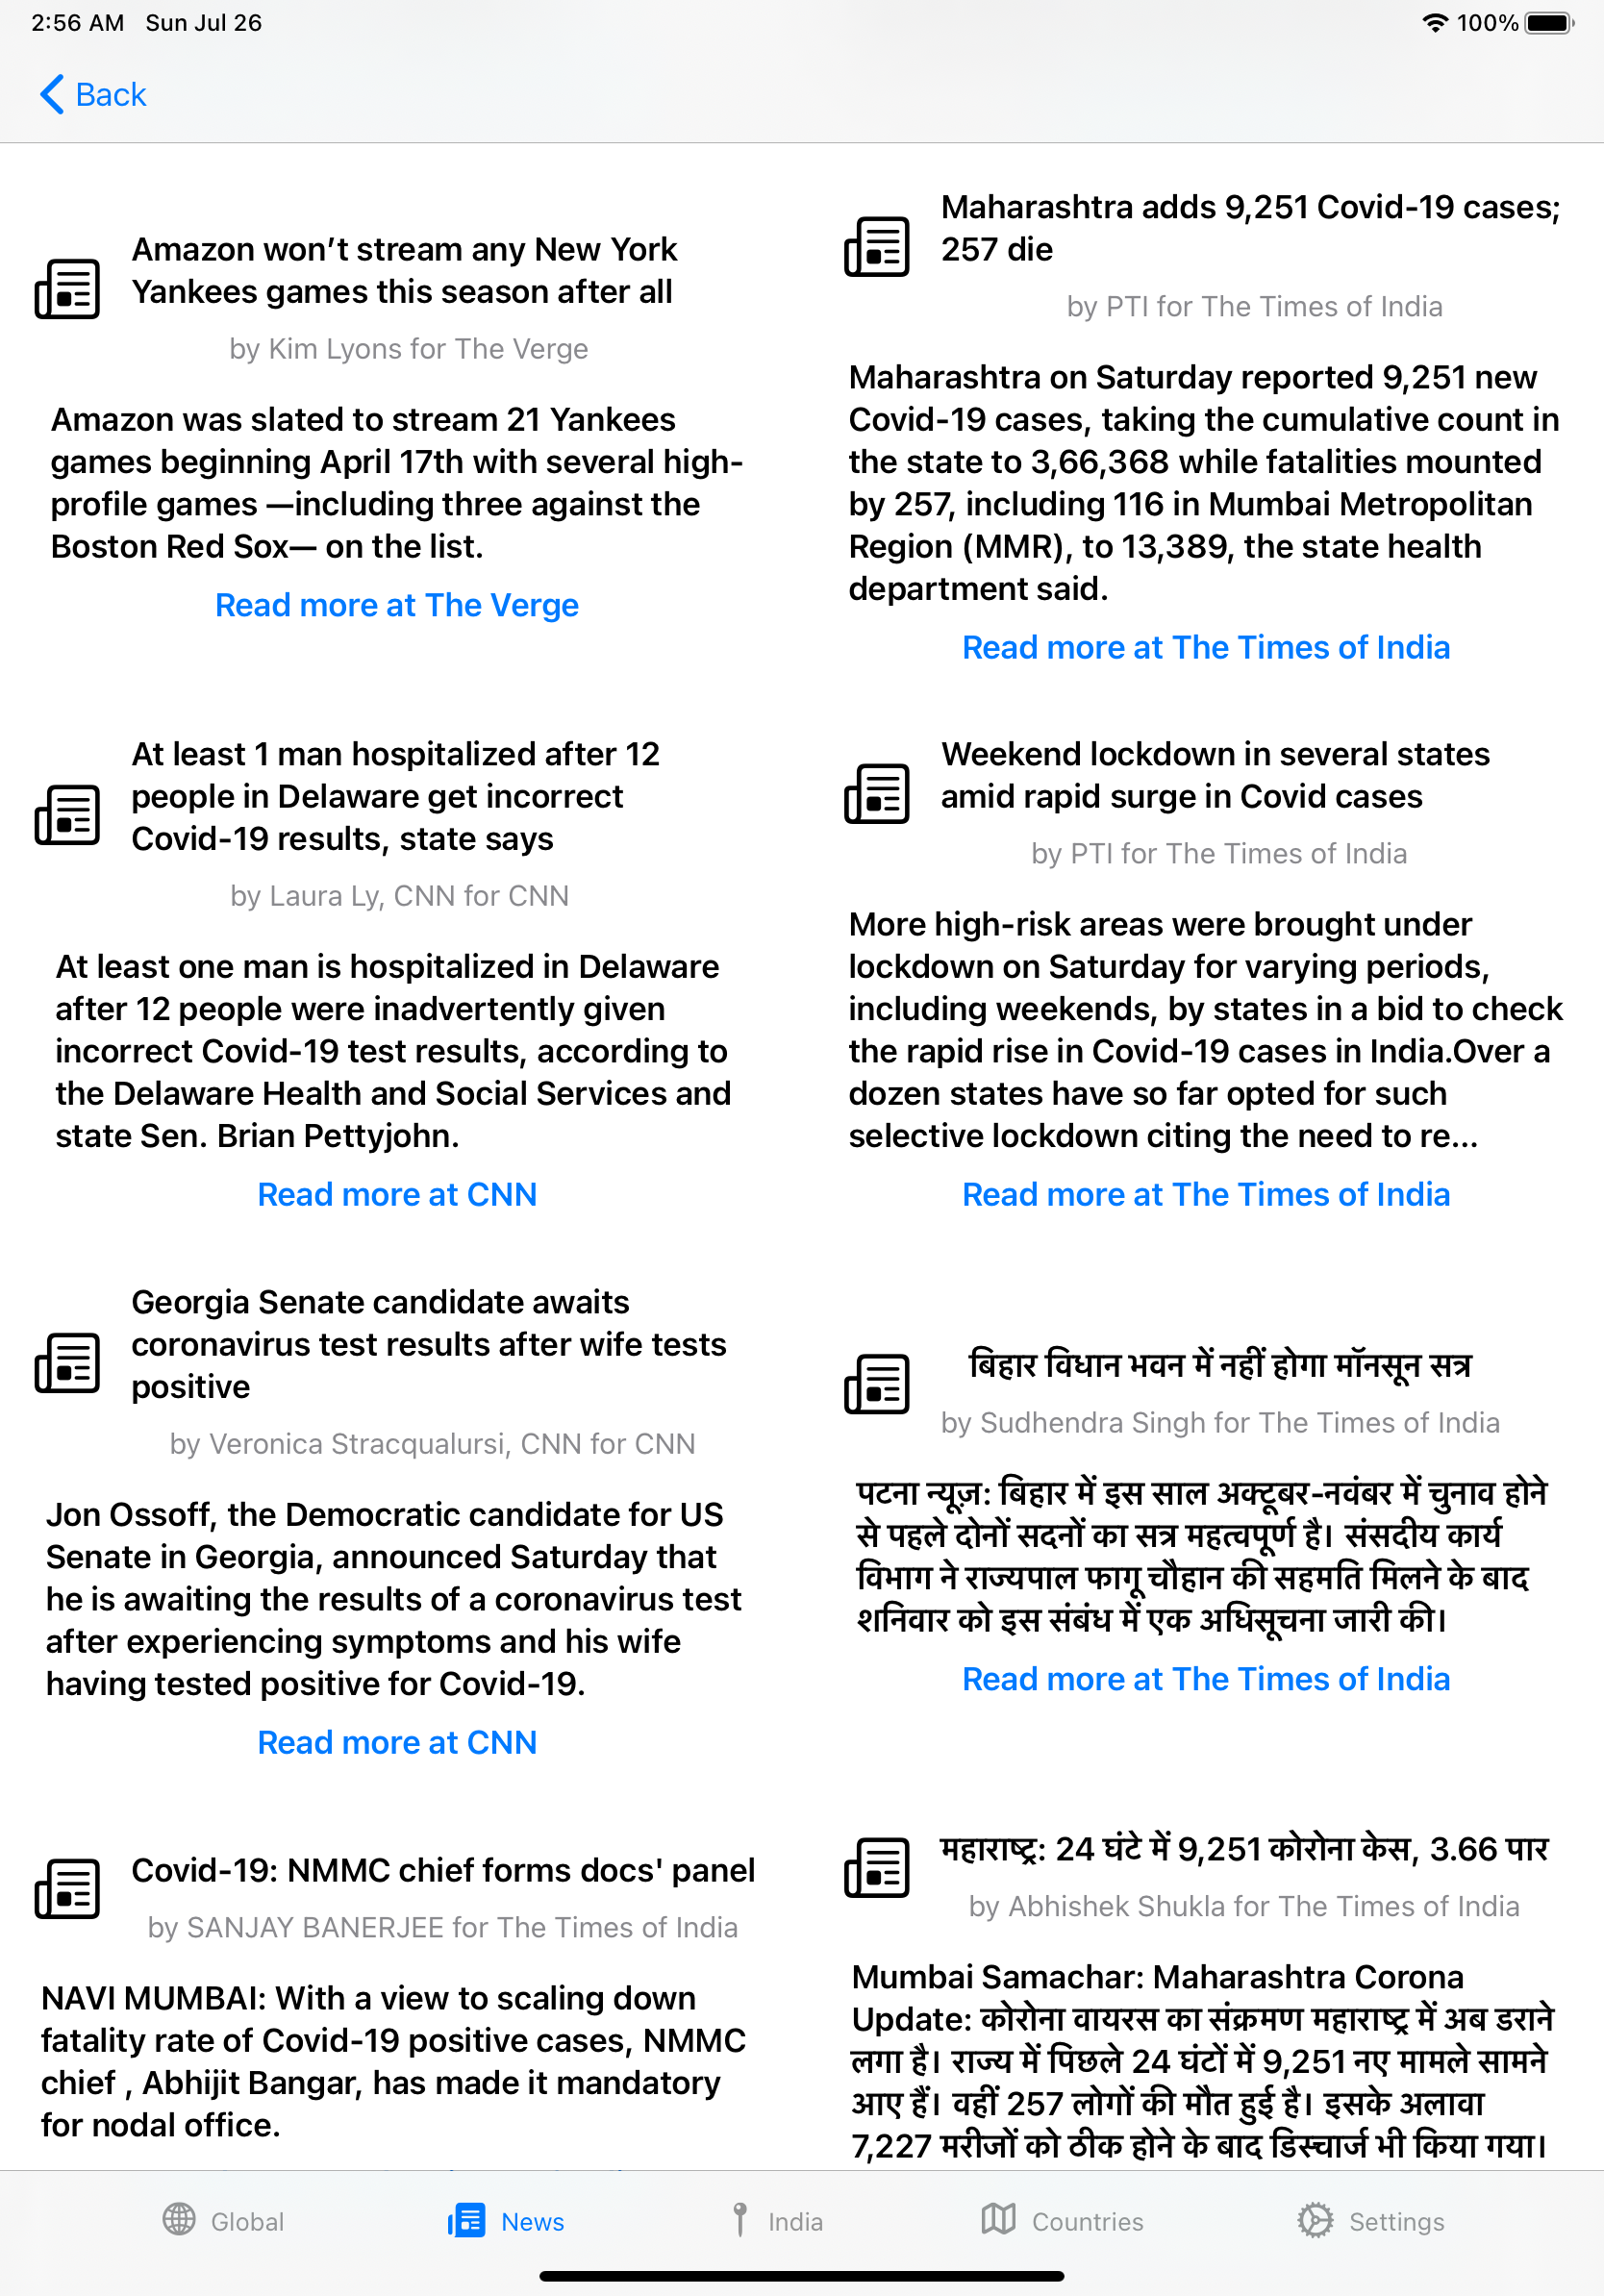 2:56 AM Sun Jul 26
100%
Back
Amazon won’t stream any New York
Yankees games this season after all
by Kim Lyons for The Verge
Amazon was slated to stream 21 Yankees
games beginning April 17th with several high-
profile games —including three against the
Boston Red Sox— on the list.
Read more at The Verge
Maharashtra adds 9,251 Covid-19 cases;
257 die
by PTI for The Times of India
Maharashtra on Saturday reported 9,251 new
Covid-19 cases, taking the cumulative count in
the state to 3,66,368 while fatalities mounted
by 257, including 116 in Mumbai Metropolitan
Region (MMR), to 13,389, the state health
department said.
Read more at The Times of India
At least 1 man hospitalized after 12
people in Delaware get incorrect
Covid-19 results, state says
by Laura Ly, CNN for CNN
At least one man is hospitalized in Delaware
after 12 people were inadvertently given
incorrect Covid-19 test results, according to
the Delaware Health and Social Services and
state Sen. Brian Pettyjohn.
Read more at CNN
Weekend lockdown in several states
amid rapid surge in Covid cases
by PTI for The Times of India
More high-risk areas were brought under
lockdown on Saturday for varying periods,
including weekends, by states in a bid to check
the rapid rise in Covid-19 cases in India.Over a
dozen states have so far opted for such
selective lockdown citing the need to re...
Read more at The Times of India
Georgia Senate candidate awaits
coronavirus test results after wife tests
positive
by Veronica Stracqualursi, CNN for CNN
Jon Ossoff, the Democratic candidate for US
Senate in Georgia, announced Saturday that
he is awaiting the results of a coronavirus test
after experiencing symptoms and his wife
having tested positive for Covid-19.
Read more at CNN
बिहार विधान भवन में नहीं होगा मॉनसून सत्र
by Sudhendra Singh for The Times of India
पटना न्यूज़: बिहार में इस साल अक्टूबर-नवंबर में चुनाव होने
से पहले दोनों सदनों का सत्र महत्वपूर्ण है। संसदीय कार्य
विभाग ने राज्यपाल फागू चौहान की सहमति मिलने के बाद
शनिवार को इस संबंध में एक अधिसूचना जारी की।
Read more at The Times of India
Covid-19: NMMC chief forms docs' panel
by SANJAY BANERJEE for The Times of India
NAVI MUMBAI: With a view to scaling down
fatality rate of Covid-19 positive cases, NMMC
chief , Abhijit Bangar, has made it mandatory
for nodal office.
महाराष्ट्र: 24 घंटे में 9,251 कोरोना केस, 3.66 पार
by Abhishek Shukla for The Times of India
Mumbai Samachar: Maharashtra Corona
Update: कोरोना वायरस का संक्रमण महाराष्ट्र में अब डराने
लगा है। राज्य में पिछले 24 घंटों में 9,251 नए मामले सामने
आए हैं। वहीं 257 लोगों की मौत हुई है। इसके अलावा
7,227 मरीजों को ठीक होने के बाद डिस्चार्ज भी किया गया।
Global
News
India
Countries
Settings